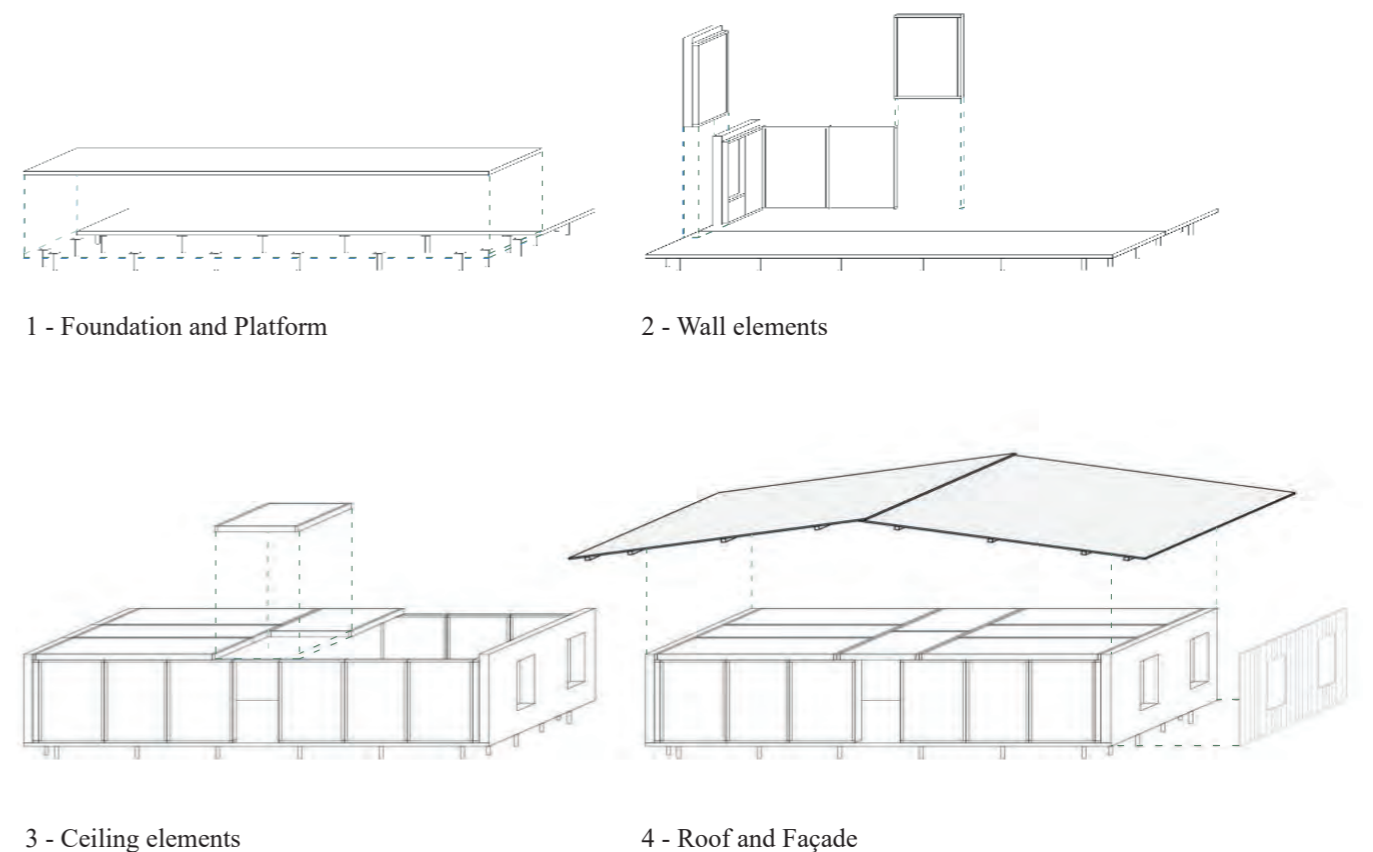 1 - Foundation and Platform
2 - Wall elements
3 - Ceiling elements
4 - Roof and Façade